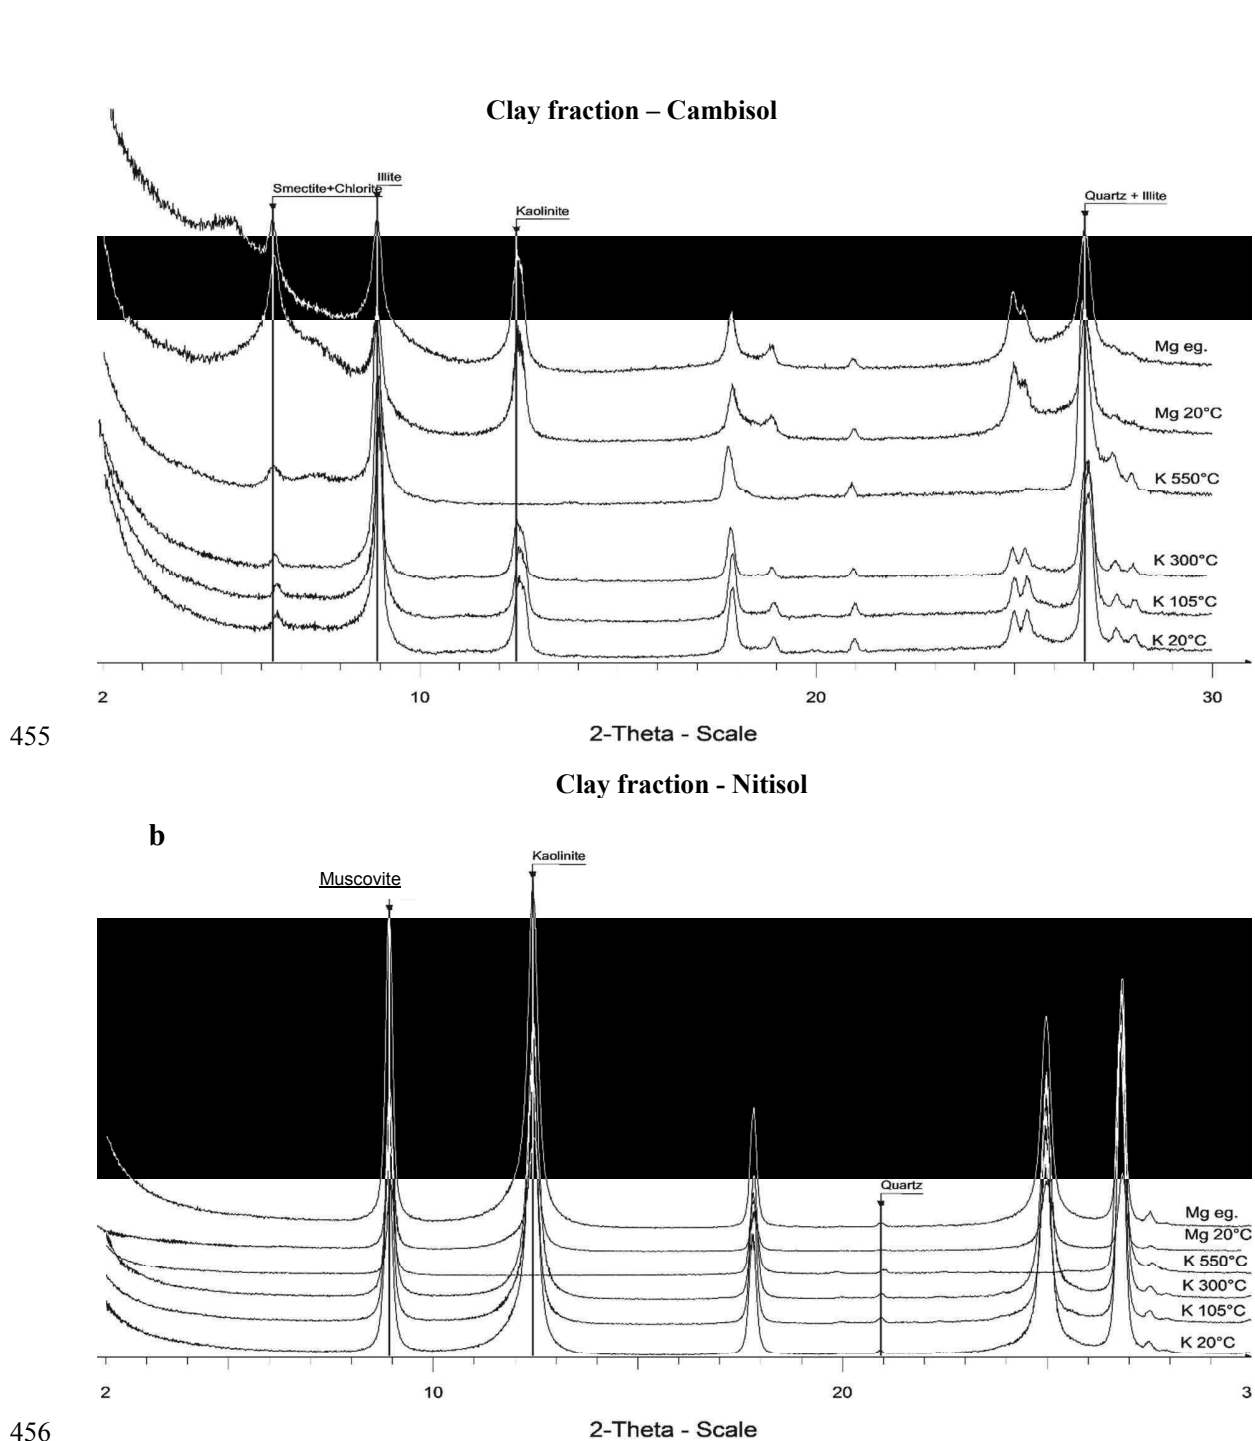 Clay fraction – Cambisol
Illite
Smectite+Chlorite
Quartz + Illite
Kaolinite
Mg eg.
Mg 20°C
K 550°C
K 300°C
K 105°C
K 20°C
2 10 20 30
455
2-Theta - Scale
Clay fraction - Nitisol
b
Kaolinite
Muscovite
Quartz
Mg eg.
Mg 20°C
K 550°C
K 300°C
K 105°C
K 20°C
2 10 20 3
456
2-Theta - Scale